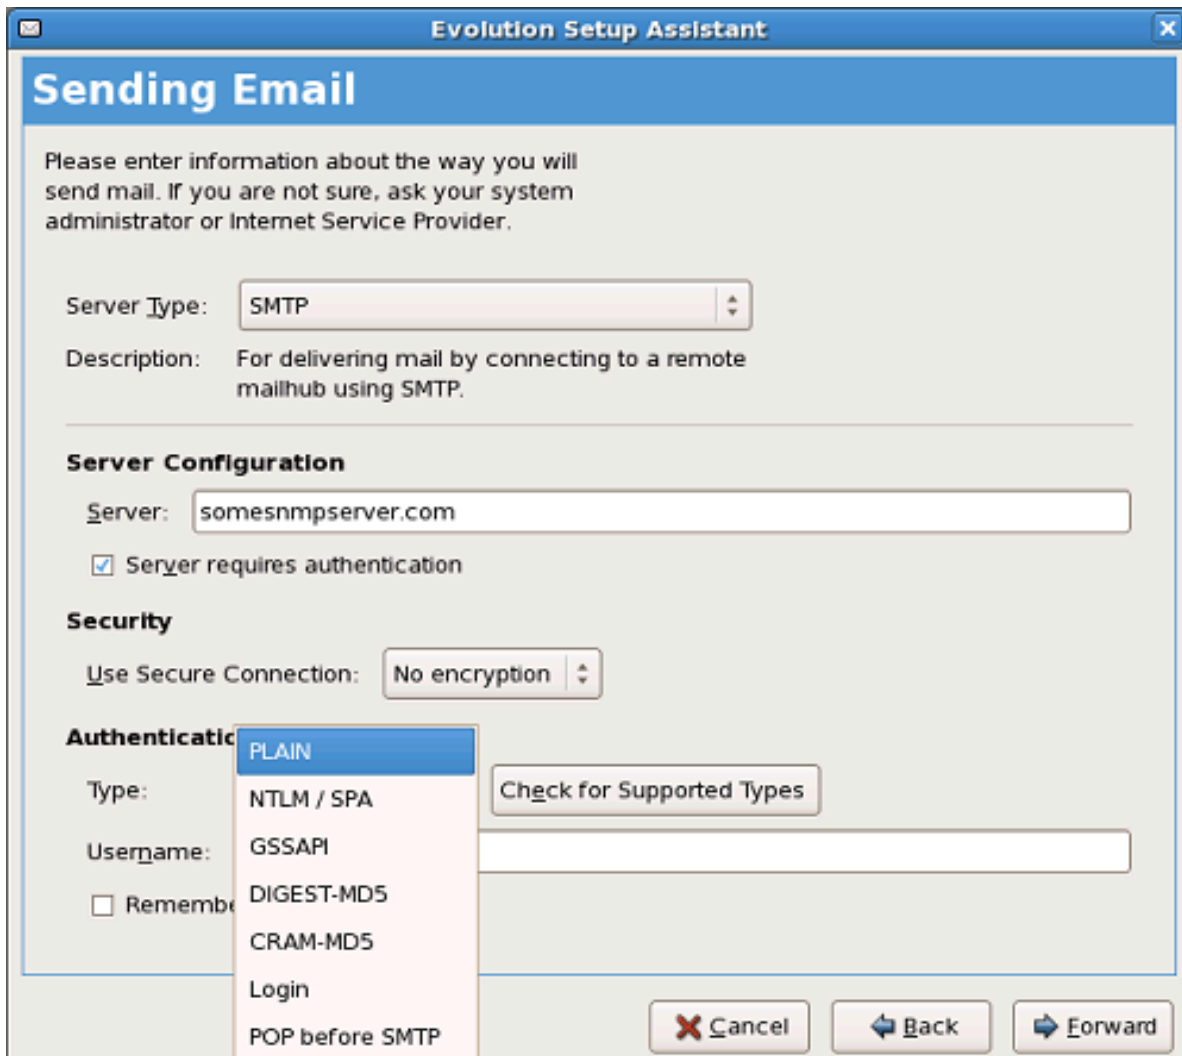 Evolution Setup Assistant
Sending Email
Please enter information about the way you will
send mail. If you are not sure, ask your system
administrator or Internet Service Provider.
Server Type: SMTP
Description: For delivering mail by connecting to a remote
mailhub using SMTP.
Server Configuration
Server: somesnmpserver.com
Server requires authentication
Security
Use Secure Connection: No encryption
Authenticatio
PLAIN
Type: Check for Supported Types
NTLM / SPA
Username:
GSSAPI
DIGEST-MD5
Remembe
CRAM-MD5
Login
POP before SMTP
Cancel Back Forward